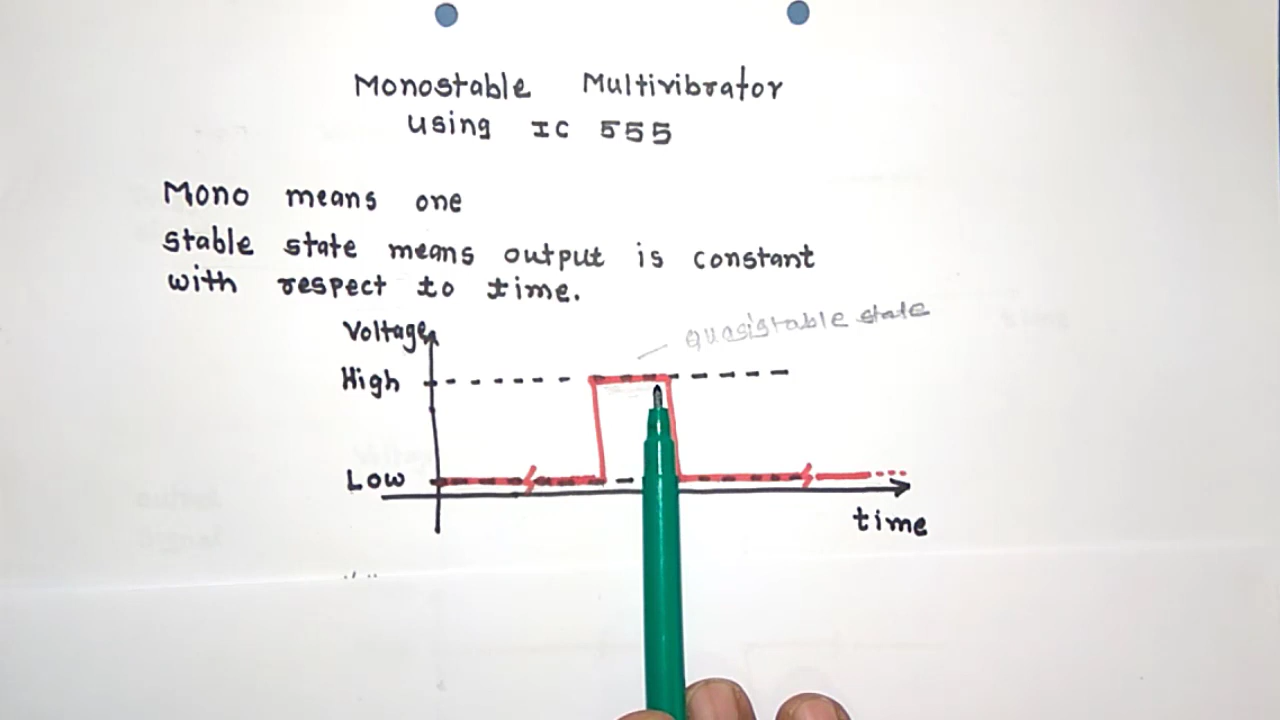 Monostable Multivibrator
using IC 555
Mono means one
stable state means output is constant
with respect to time.
Voltage
quasistable state
High
Low
time